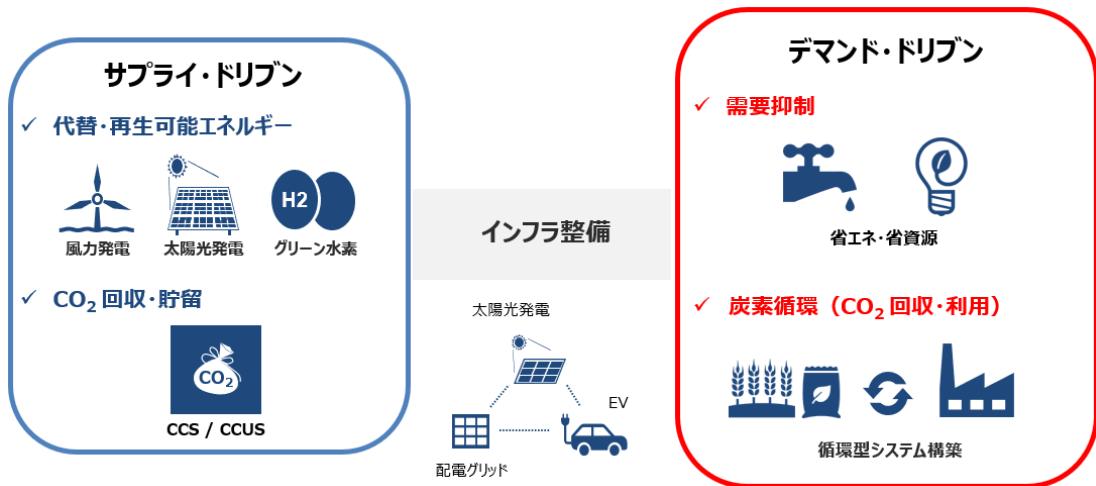 サプライ・ドリブン
✓ 代替・再生可能エネルギー
H2
風力発電 太陽光発電 グリーン水素
✓ CO₂ 回収・貯留
CO₂
CCS / CCUS
インフラ整備
太陽光発電
EV
配電グリッド
デマンド・ドリブン
✓ 需要抑制
省エネ・省資源
✓ 炭素循環（CO₂ 回収・利用）
循環型システム構築